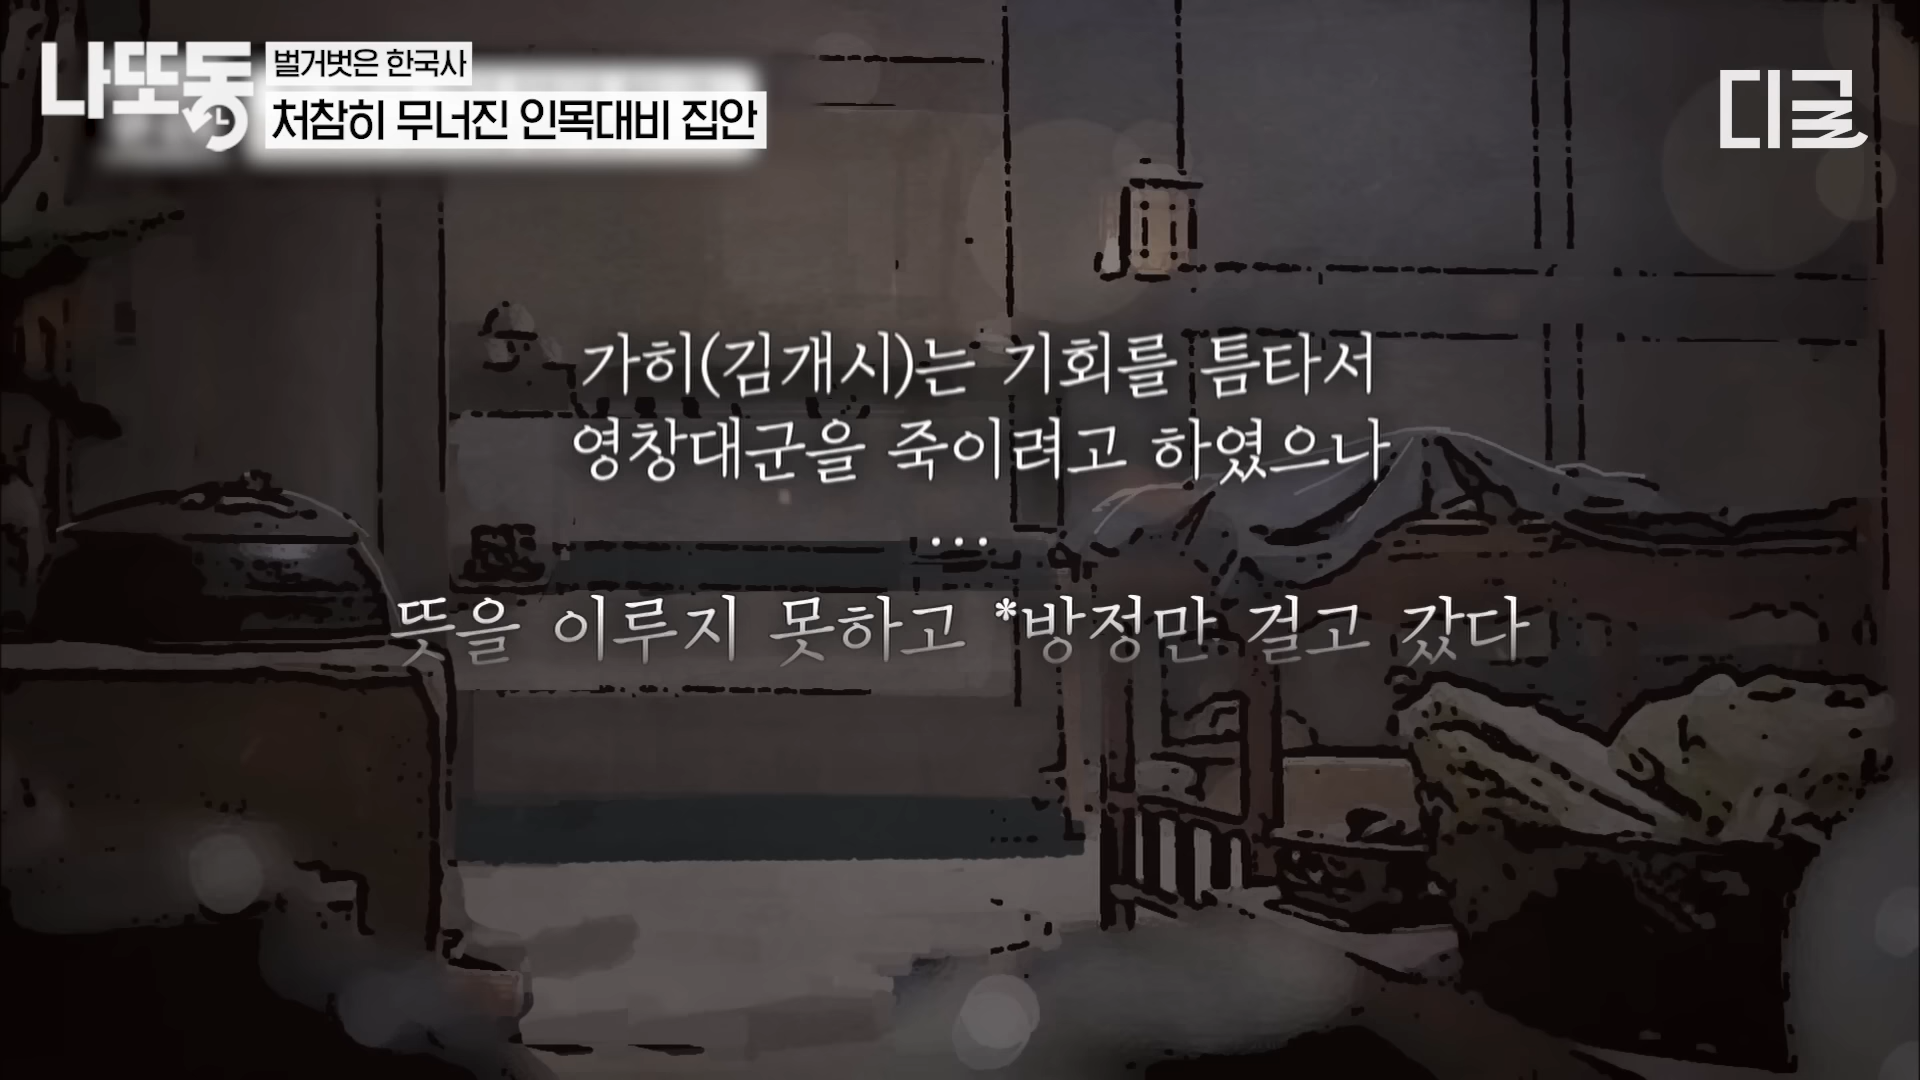 나또동
벌거벗은 한국사
처참히 무너진 인목대비 집안
디글
가히(김개시)는 기회를 틈타서
영창대군을 죽이려고 하였으나
...
뜻을 이루지 못하고 *방정만 걸고 갔다